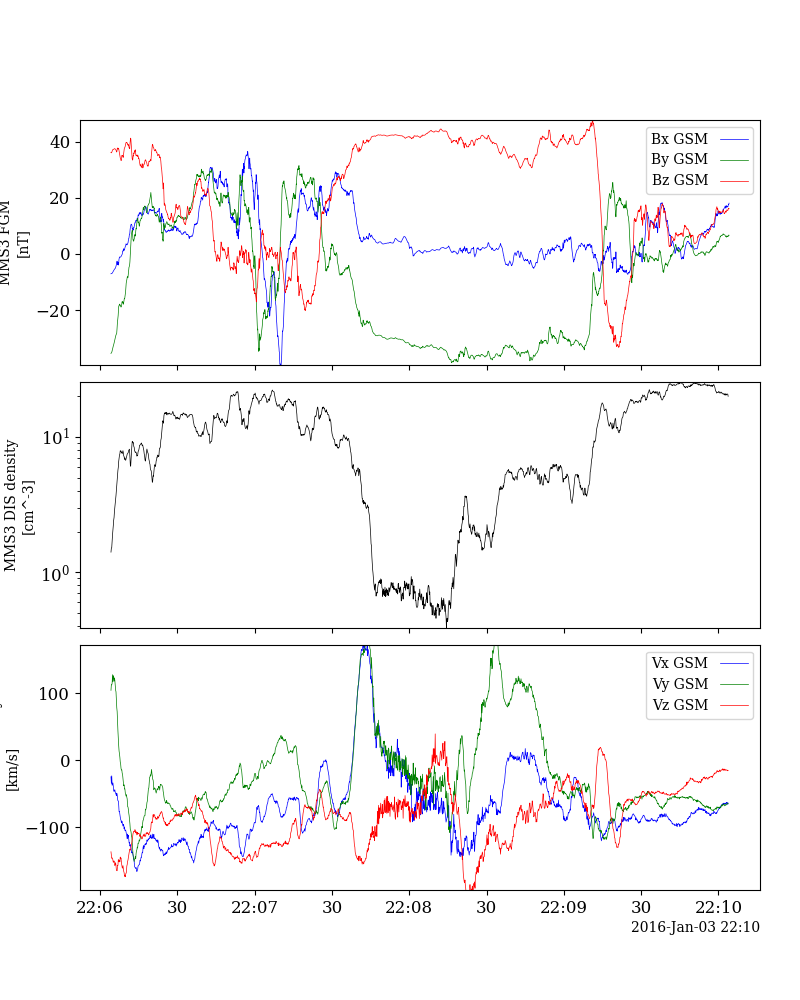 40
20
0
−20
MMS3 FGM
[nT]
Bx GSM
By GSM
Bz GSM
10^1
10^0
MMS3 DIS density
[cm^-3]
100
0
−100
[km/s]
Vx GSM
Vy GSM
Vz GSM
22:06 30 22:07 30 22:08 30 22:09 30 22:10
2016-Jan-03 22:10